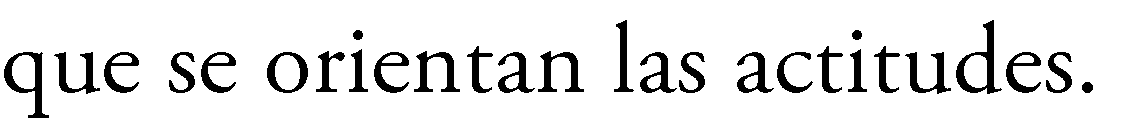 que se orientan las actitudes.